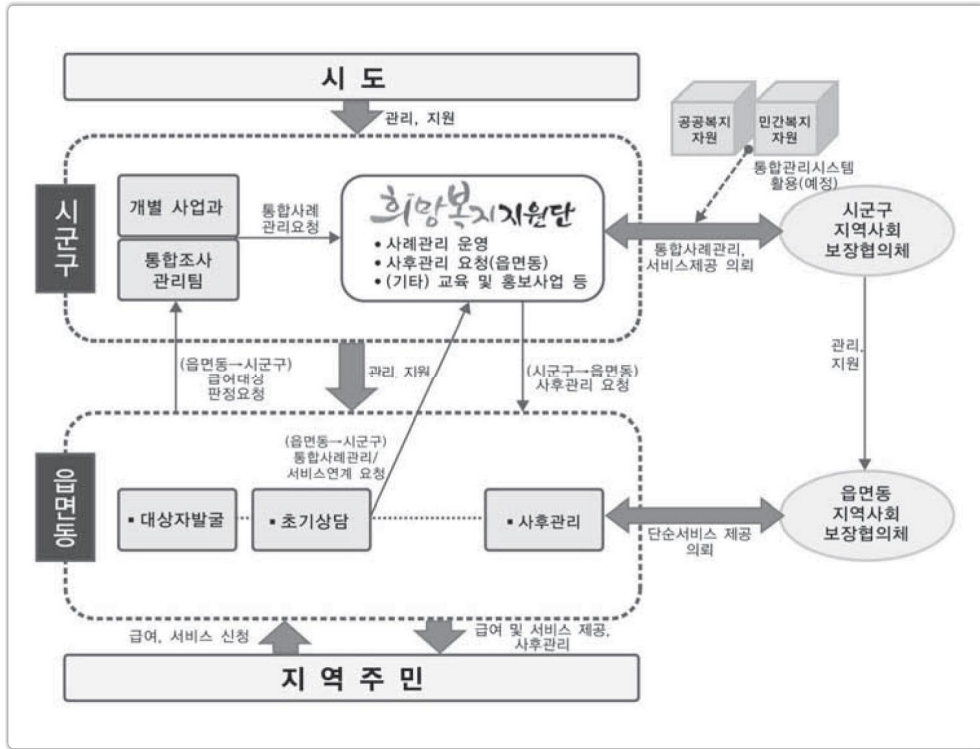 시 도
관리, 지원
공공복지
자원
민간복지
자원
통합관리시스템
활용(예정)
시군구
개별 사업과
통합조사
관리팀
통합사례
관리요청
희망복지지원단
• 사례관리 운영
• 사후관리 요청(읍면동)
• (기타) 교육 및 홍보사업 등
통합사례관리,
서비스제공 의뢰
시군구
지역사회
보장협의체
(읍면동→시군구)
급여대상
판정요청
관리, 지원
(시군구→읍면동)
사후관리 요청
관리,
지원
읍면동
(읍면동→시군구)
통합사례관리/
서비스연계 요청
▪ 대상자발굴
▪ 초기상담
▪ 사후관리
단순서비스 제공
의뢰
읍면동
지역사회
보장협의체
급여, 서비스 신청
급여 및 서비스 제공,
사후관리
지 역 주 민